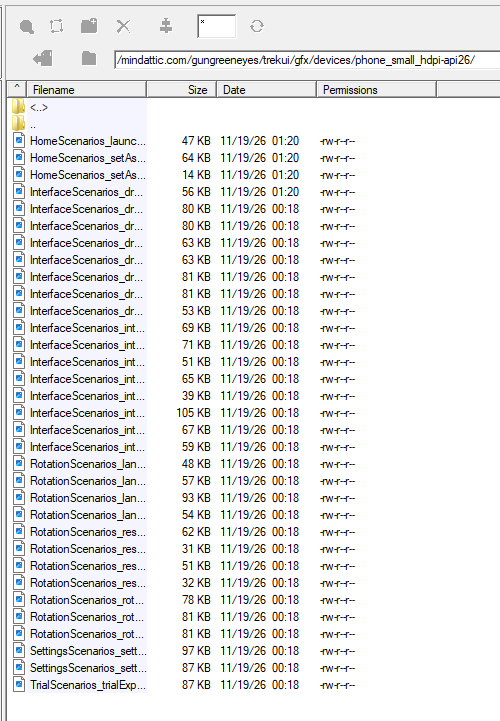 *
/mindattic.com/gungreeneyes/trekui/gfx/devices/phone_small_hdpi-api26/
^ Filename Size Date Permissions
<..>
..
HomeScenarios_launc... 47 KB 11/19/26 01:20 -rw-r--r--
HomeScenarios_setAs... 64 KB 11/19/26 01:20 -rw-r--r--
HomeScenarios_setAs... 14 KB 11/19/26 01:20 -rw-r--r--
InterfaceScenarios_dr... 56 KB 11/19/26 01:20 -rw-r--r--
InterfaceScenarios_dr... 80 KB 11/19/26 00:18 -rw-r--r--
InterfaceScenarios_dr... 80 KB 11/19/26 00:18 -rw-r--r--
InterfaceScenarios_dr... 63 KB 11/19/26 00:18 -rw-r--r--
InterfaceScenarios_dr... 63 KB 11/19/26 00:18 -rw-r--r--
InterfaceScenarios_dr... 81 KB 11/19/26 00:18 -rw-r--r--
InterfaceScenarios_dr... 81 KB 11/19/26 00:18 -rw-r--r--
InterfaceScenarios_dr... 53 KB 11/19/26 00:18 -rw-r--r--
InterfaceScenarios_int... 69 KB 11/19/26 00:18 -rw-r--r--
InterfaceScenarios_int... 71 KB 11/19/26 00:18 -rw-r--r--
InterfaceScenarios_int... 51 KB 11/19/26 00:18 -rw-r--r--
InterfaceScenarios_int... 65 KB 11/19/26 00:18 -rw-r--r--
InterfaceScenarios_int... 39 KB 11/19/26 00:18 -rw-r--r--
InterfaceScenarios_int... 105 KB 11/19/26 00:18 -rw-r--r--
InterfaceScenarios_int... 67 KB 11/19/26 00:18 -rw-r--r--
InterfaceScenarios_int... 59 KB 11/19/26 00:18 -rw-r--r--
RotationScenarios_lan... 48 KB 11/19/26 00:18 -rw-r--r--
RotationScenarios_lan... 57 KB 11/19/26 00:18 -rw-r--r--
RotationScenarios_lan... 93 KB 11/19/26 00:18 -rw-r--r--
RotationScenarios_lan... 54 KB 11/19/26 00:18 -rw-r--r--
RotationScenarios_res... 62 KB 11/19/26 00:18 -rw-r--r--
RotationScenarios_res... 31 KB 11/19/26 00:18 -rw-r--r--
RotationScenarios_res... 51 KB 11/19/26 00:18 -rw-r--r--
RotationScenarios_res... 32 KB 11/19/26 00:18 -rw-r--r--
RotationScenarios_rot... 78 KB 11/19/26 00:18 -rw-r--r--
RotationScenarios_rot... 81 KB 11/19/26 00:18 -rw-r--r--
RotationScenarios_rot... 81 KB 11/19/26 00:18 -rw-r--r--
SettingsScenarios_sett... 97 KB 11/19/26 00:18 -rw-r--r--
SettingsScenarios_sett... 87 KB 11/19/26 00:18 -rw-r--r--
TrialScenarios_trialExp... 87 KB 11/19/26 00:18 -rw-r--r--